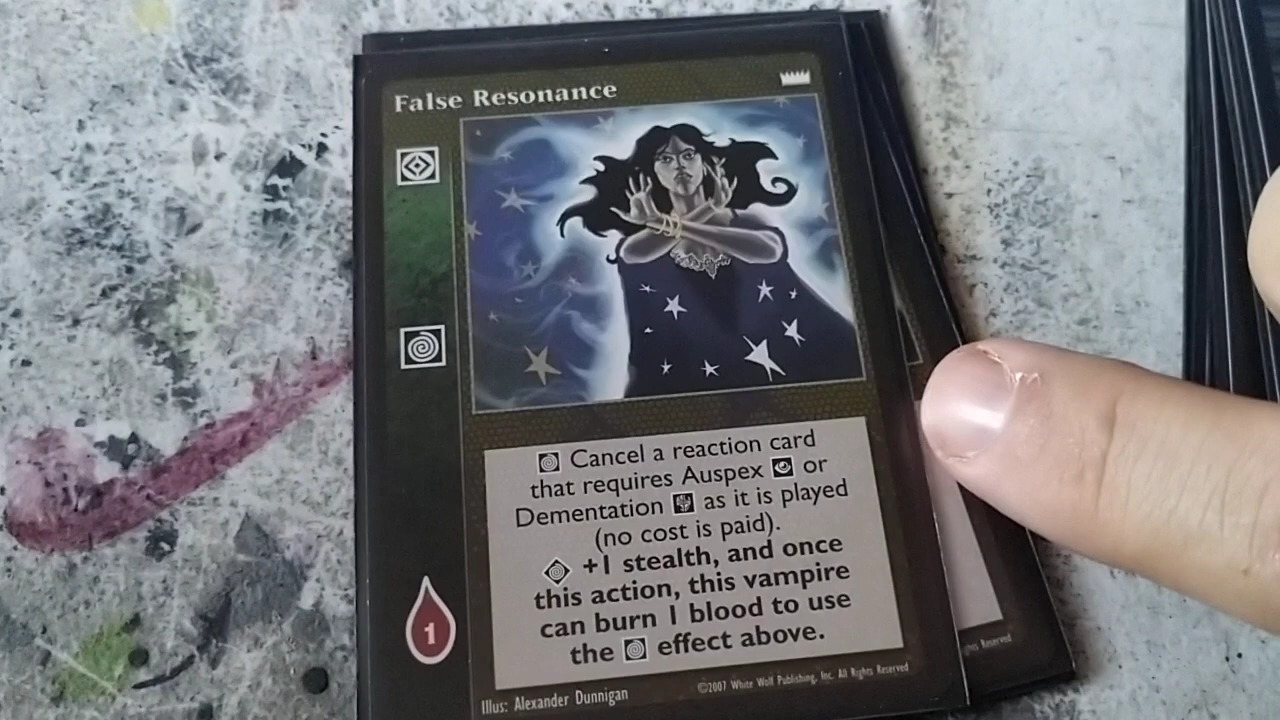 False Resonance
Cancel a reaction card
that requires Auspex or
Dementation as it is played
(no cost is paid).
+1 stealth, and once
this action, this vampire
can burn 1 blood to use
the effect above.
1
Illus: Alexander Dunnigan
©2007 White Wolf Publishing, Inc. All Rights Reserved
Reserved